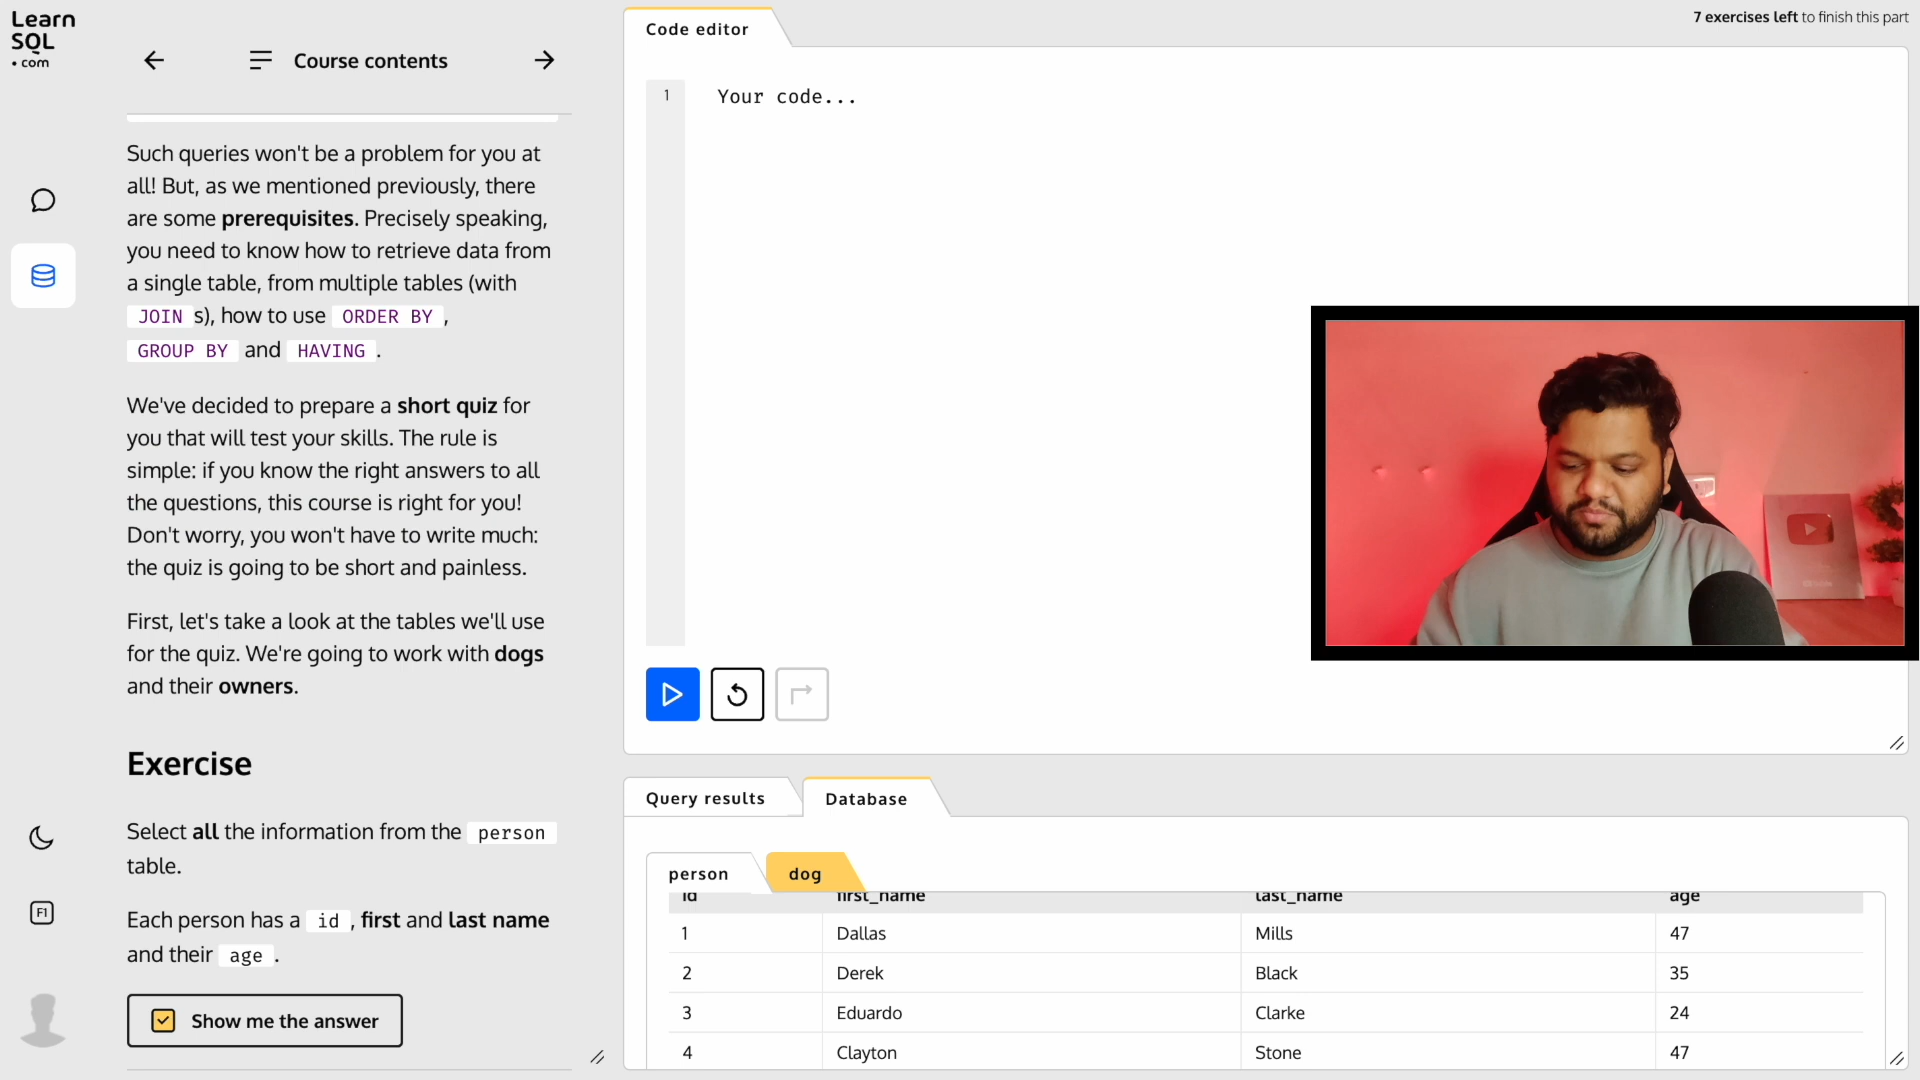 Learn
SQL
• com
Course contents
Such queries won't be a problem for you at
all! But, as we mentioned previously, there
are some prerequisites. Precisely speaking,
you need to know how to retrieve data from
a single table, from multiple tables (with
JOIN s), how to use ORDER BY ,
GROUP BY and HAVING .
We've decided to prepare a short quiz for
you that will test your skills. The rule is
simple: if you know the right answers to all
the questions, this course is right for you!
Don't worry, you won't have to write much:
the quiz is going to be short and painless.
First, let's take a look at the tables we'll use
for the quiz. We're going to work with dogs
and their owners.
Exercise
Select all the information from the person
table.
Each person has a id , first and last name
and their age .
Show me the answer
F1
7 exercises left to finish this part
Code editor
1 Your code...
Query results Database
person dog
id first_name last_name age
1 Dallas Mills 47
2 Derek Black 35
3 Eduardo Clarke 24
4 Clayton Stone 47